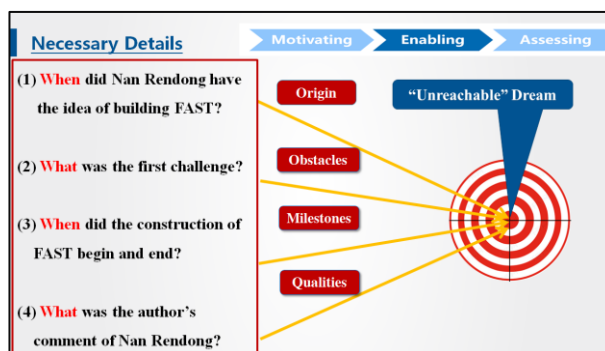 Necessary Details
Motivating
Enabling
Assessing
(1) When did Nan Rendong have
the idea of building FAST?
(2) What was the first challenge?
(3) When did the construction of
FAST begin and end?
(4) What was the author’s
comment of Nan Rendong?
Origin
Obstacles
Milestones
Qualities
“Unreachable” Dream